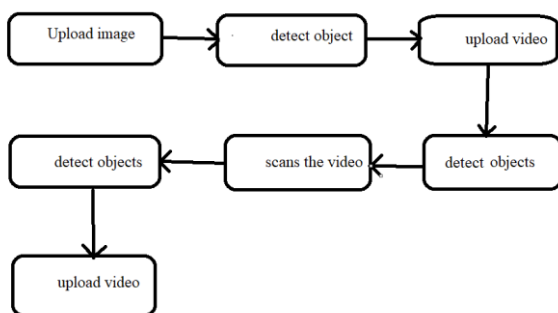 Upload image
detect object
upload video
detect objects
scans the video
detect objects
upload video